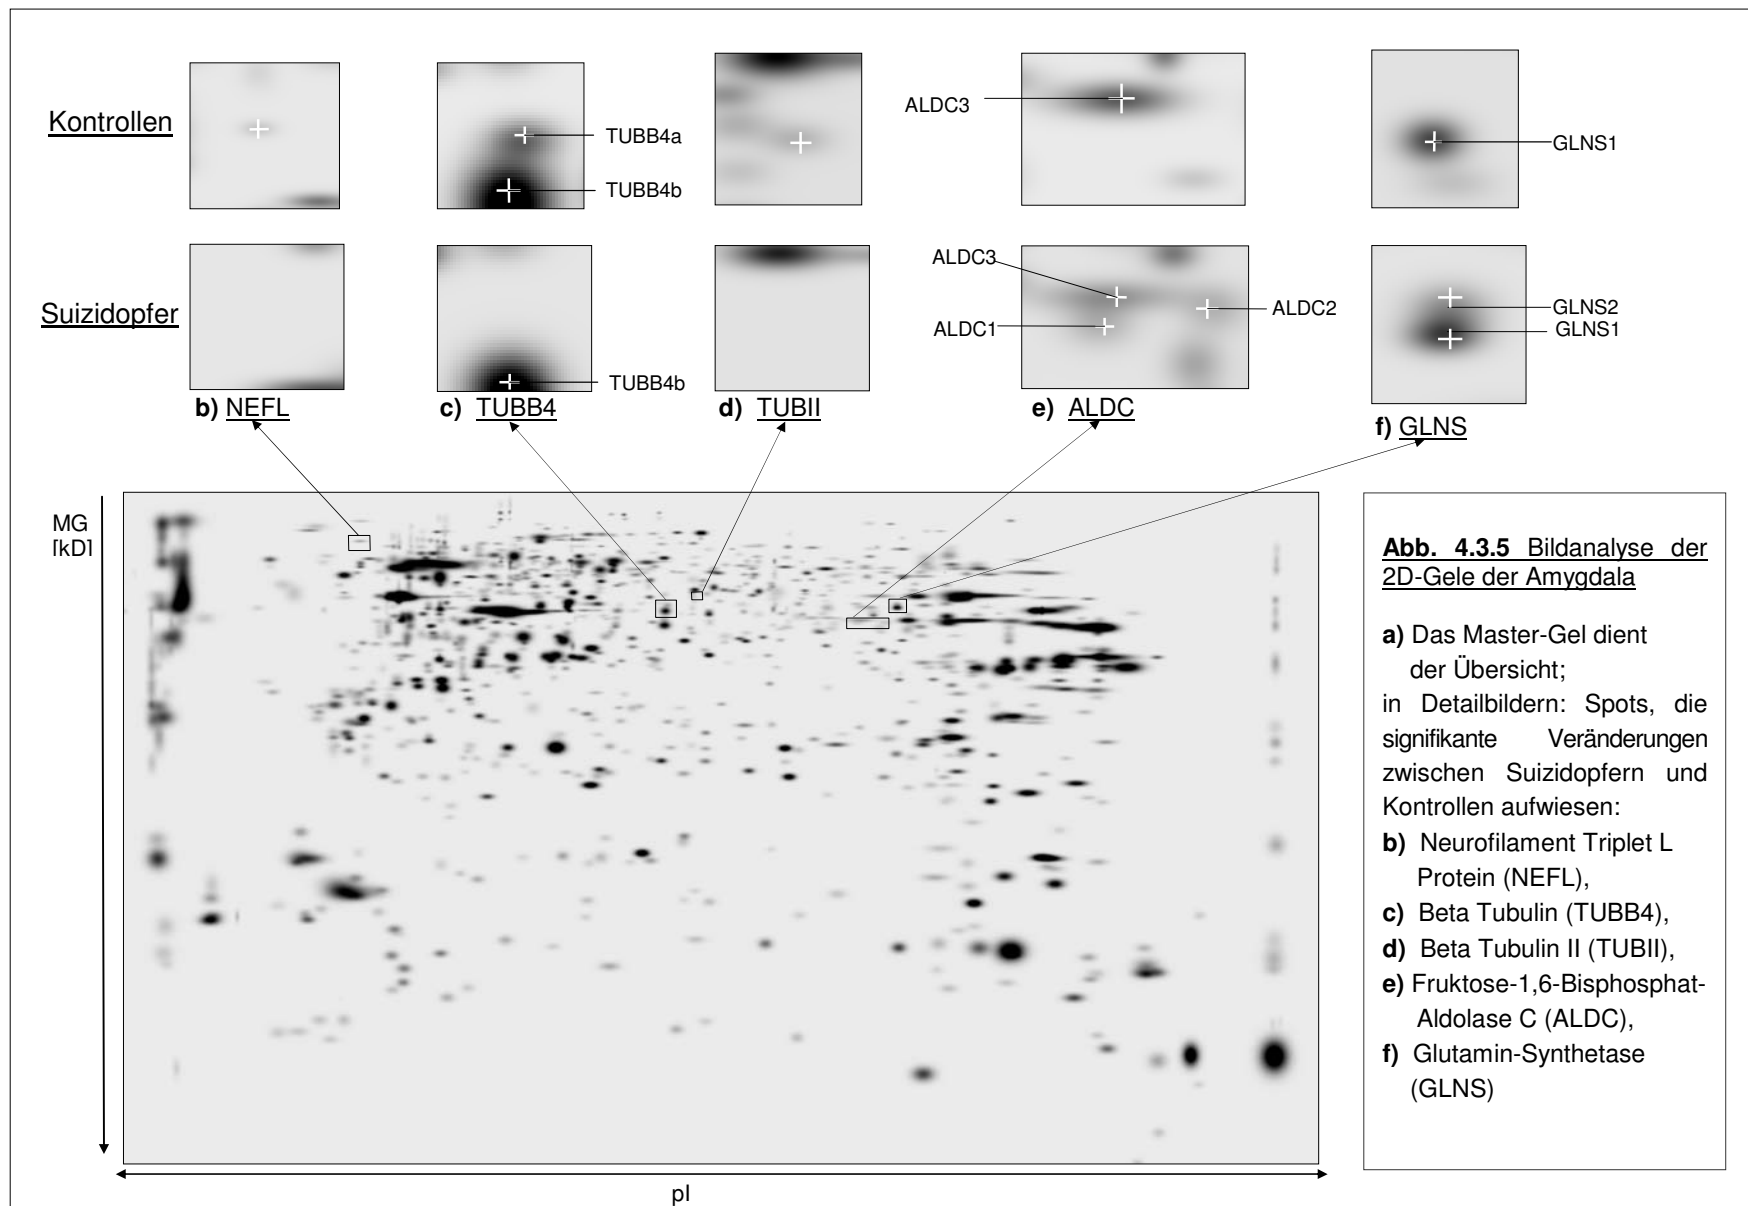 Kontrollen
TUBB4a
TUBB4b
ALDC3
GLNS1
Suizidopfer
TUBB4b
ALDC3
ALDC1
ALDC2
GLNS2
GLNS1
b) NEFL
c) TUBB4
d) TUBII
e) ALDC
f) GLNS
MG
[kD]
pI
Abb. 4.3.5 Bildanalyse der
2D-Gele der Amygdala
a) Das Master-Gel dient
der Übersicht;
in Detailbildern: Spots, die
signifikante Veränderungen
zwischen Suizidopfern und
Kontrollen aufwiesen:
b) Neurofilament Triplet L
Protein (NEFL),
c) Beta Tubulin (TUBB4),
d) Beta Tubulin II (TUBII),
e) Fruktose-1,6-Bisphosphat-
Aldolase C (ALDC),
f) Glutamin-Synthetase
(GLNS)